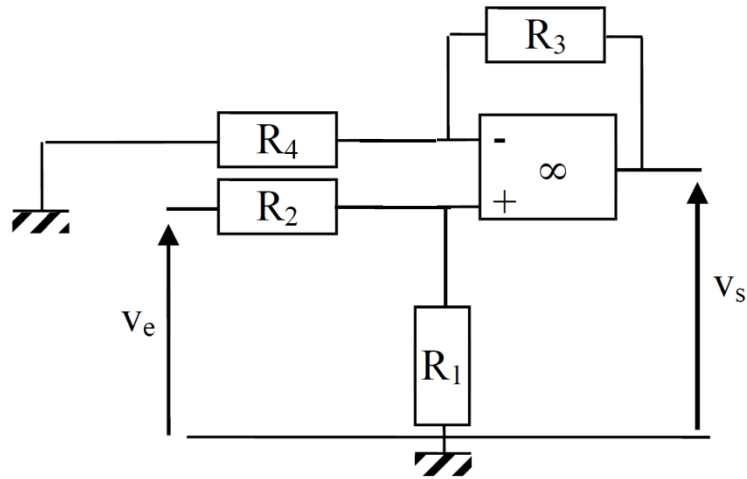 R₃
R₄
-
∞
R₂
+
vₑ
vₛ
R₁